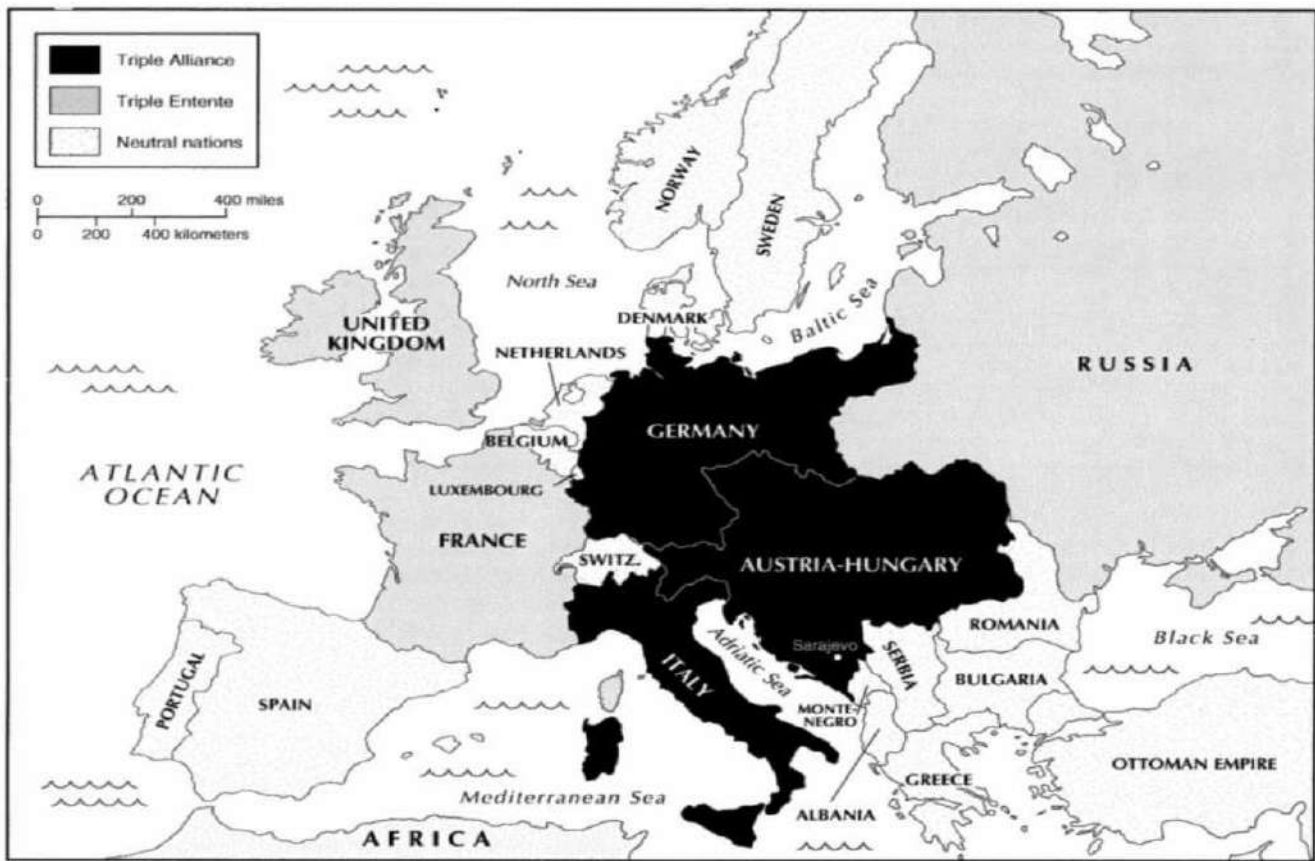 Triple Alliance
Triple Entente
Neutral nations
0 200 400 miles
0 200 400 kilometers
NORWAY
SWEDEN
North Sea
DENMARK
Baltic Sea
UNITED
KINGDOM
NETHERLANDS
RUSSIA
BELGIUM
GERMANY
ATLANTIC
OCEAN
LUXEMBOURG
FRANCE
SWITZ.
AUSTRIA-HUNGARY
ROMANIA
Black Sea
Sarajevo
Adriatic Sea
SERBIA
ITALY
PORTUGAL
SPAIN
BULGARIA
MONTE-
NEGRO
OTTOMAN EMPIRE
GREECE
Mediterranean Sea
ALBANIA
AFRICA